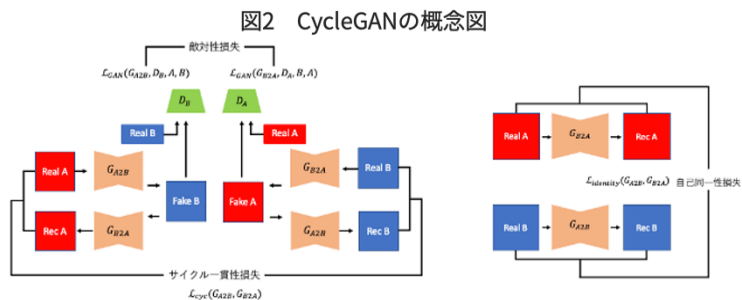 図2　CycleGANの概念図
敵対性損失
ℒGAN(GA2B, DB, A, B)
ℒGAN(GB2A, DA, B, A)
DB
DA
Real B
Real A
Real A
GA2B
GB2A
Real B
Fake B
Fake A
Rec A
GB2A
GA2B
Rec B
サイクル一貫性損失
ℒcyc(GA2B, GB2A)
Real A
GB2A
Rec A
ℒidentity(GA2B, GB2A) 自己同一性損失
Real B
GA2B
Rec B